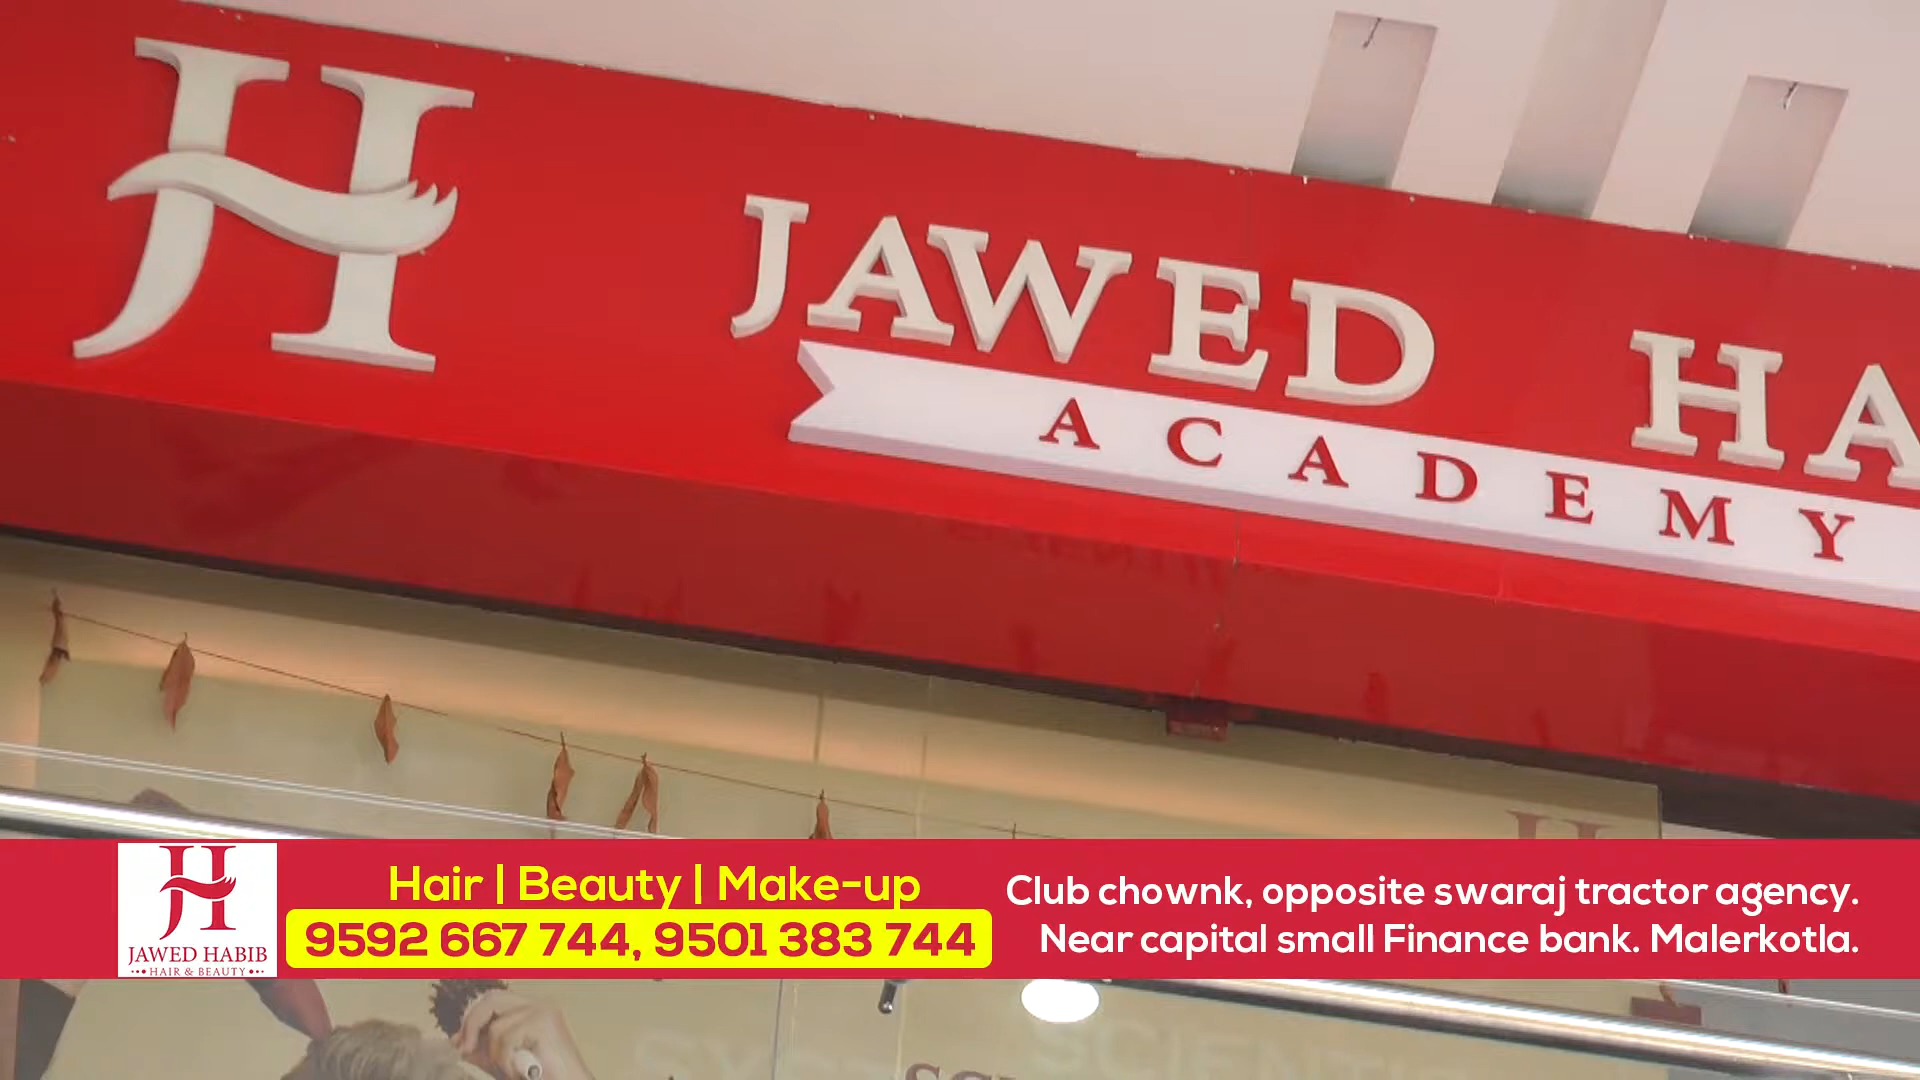 JAWED HA
ACADEMY
Hair | Beauty | Make-up
9592 667 744, 9501 383 744
JAWED HABIB
HAIR & BEAUTY
Club chownk, opposite swaraj tractor agency.
Near capital small Finance bank. Malerkotla.